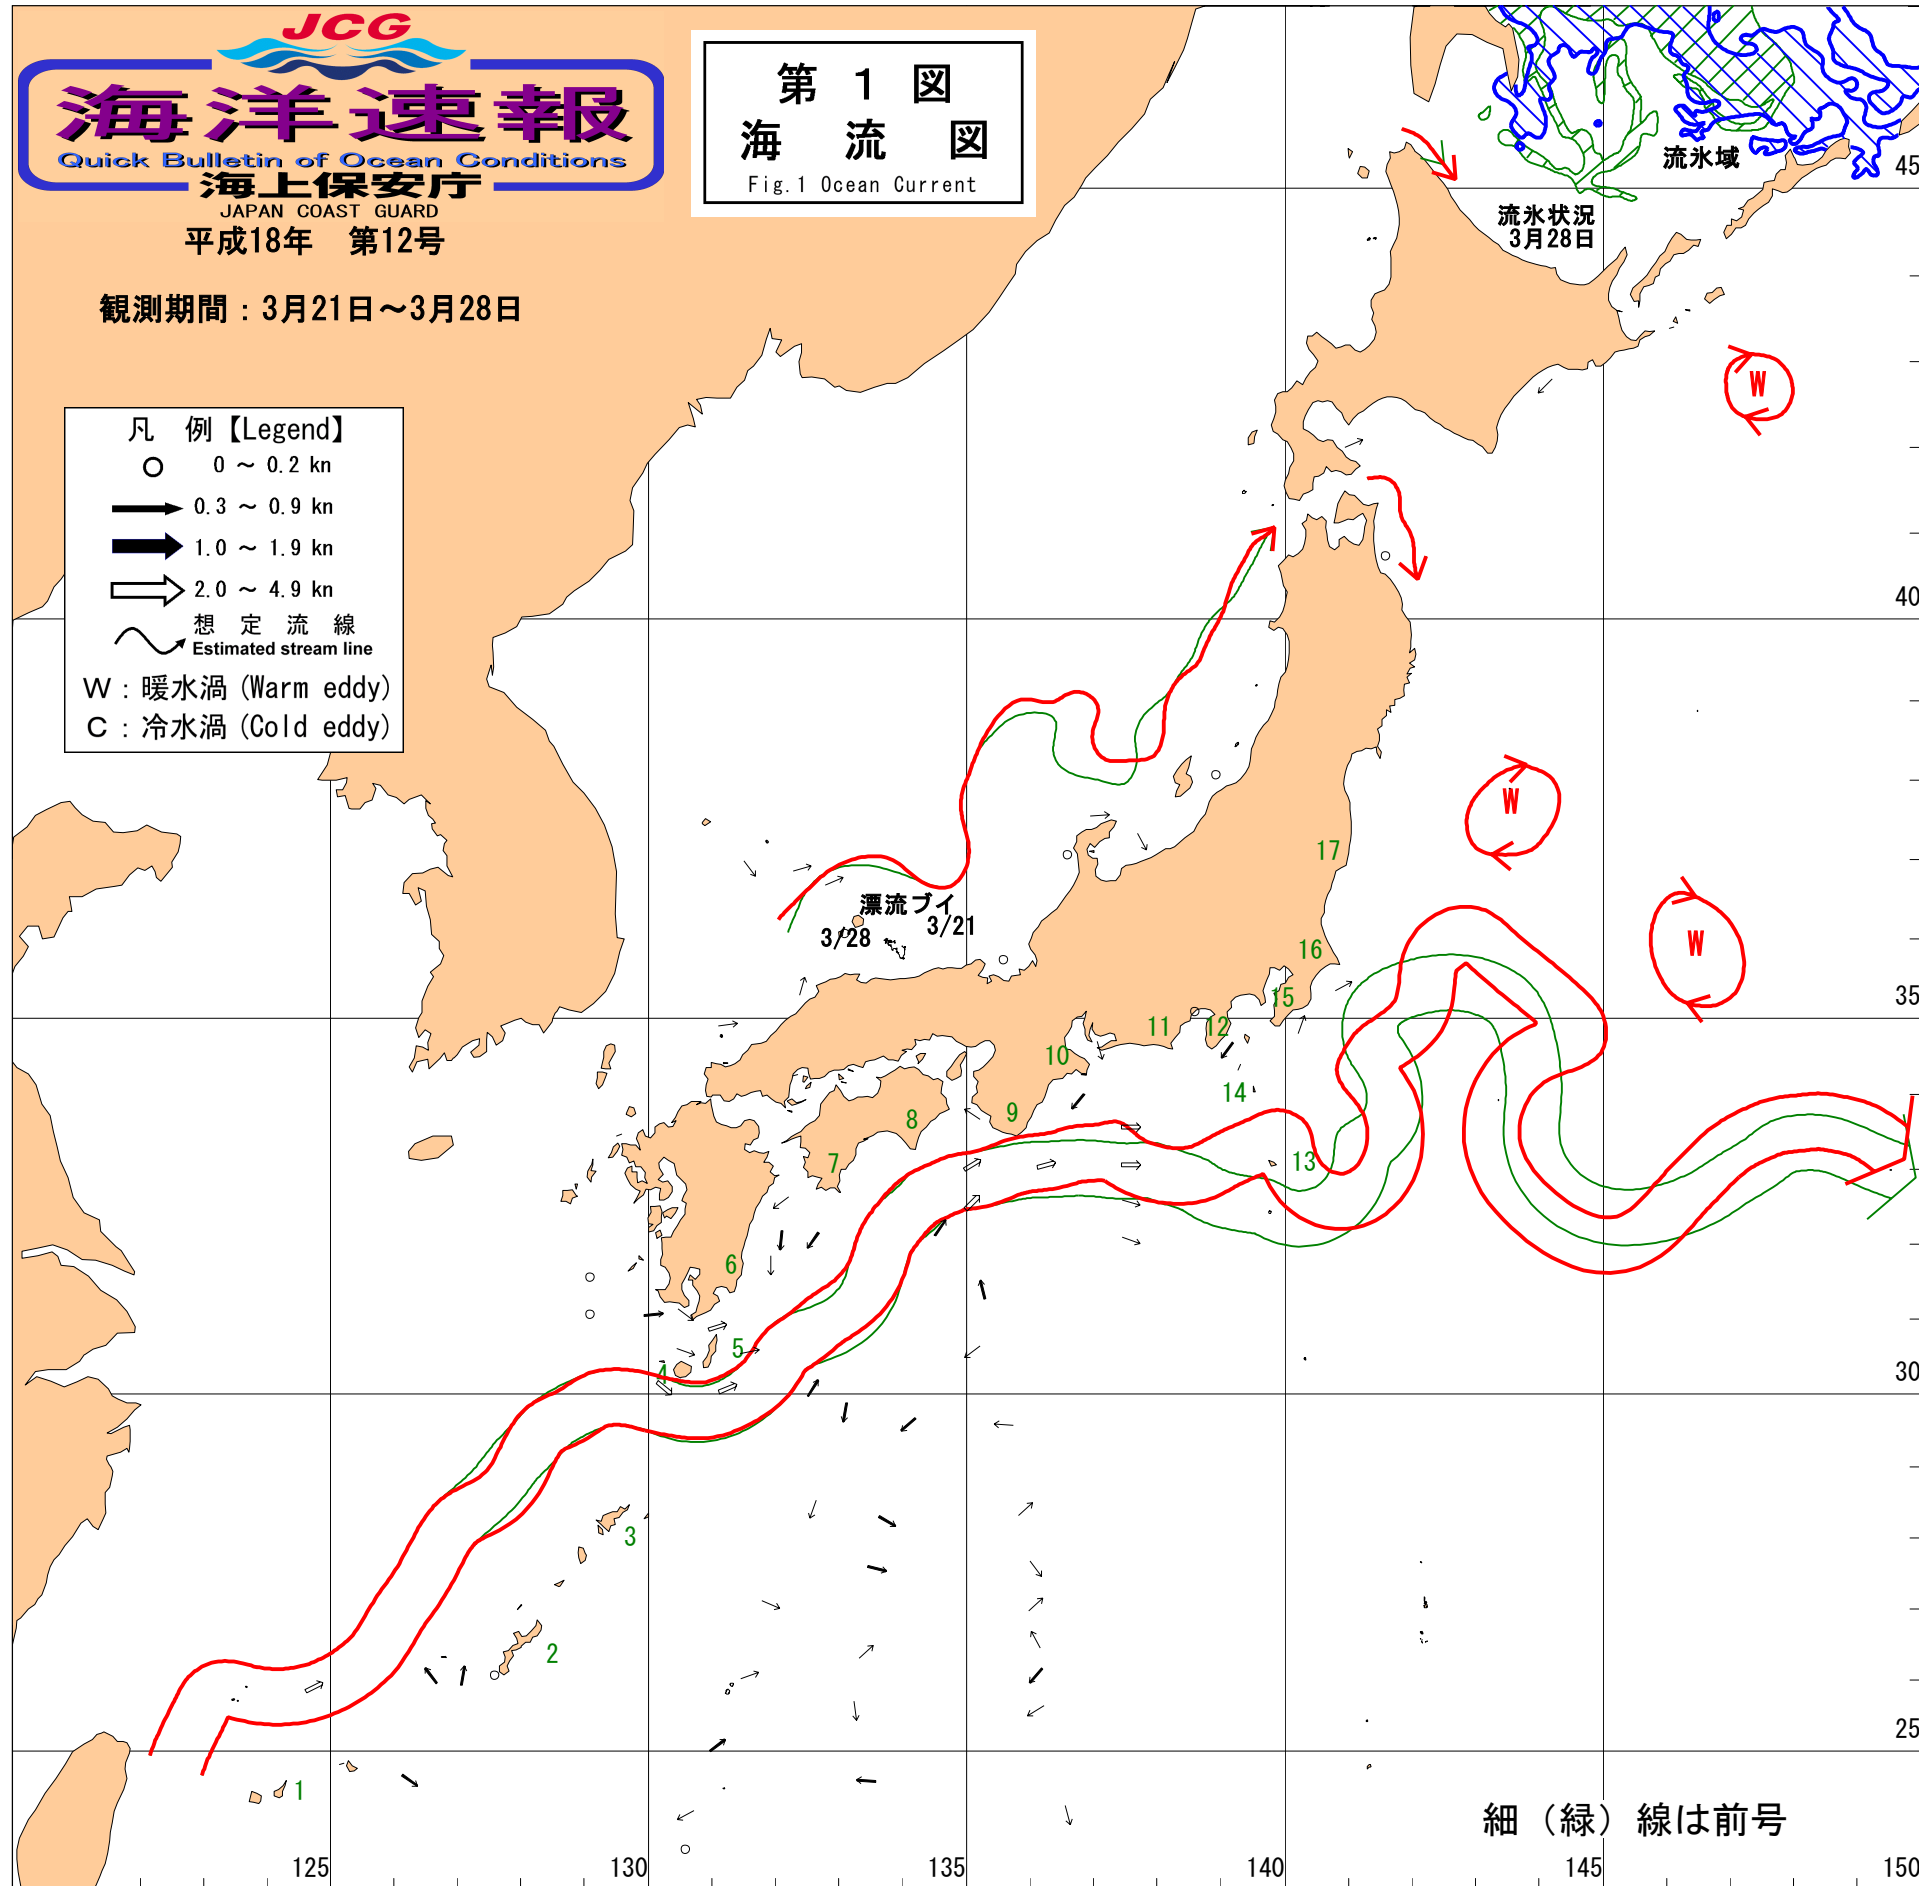 JCG
海洋速報
Quick Bulletin of Ocean Conditions
海上保安庁
JAPAN COAST GUARD
平成18年　第12号
観測期間：3月21日～3月28日
第 1 図
海 流 図
Fig.1 Ocean Current
凡 例【Legend】
0 ～ 0.2 kn
0.3 ～ 0.9 kn
1.0 ～ 1.9 kn
2.0 ～ 4.9 kn
想 定 流 線
Estimated stream line
W：暖水渦(Warm eddy)
C：冷水渦(Cold eddy)
流氷域
流氷状況
3月28日
45
W
40
W
W
漂流ブイ
3/21
3/28
17
16
15
35
12
11
10
14
9
8
7
13
6
5
4
30
3
2
25
1
細（緑）線は前号
125
130
135
140
145
150